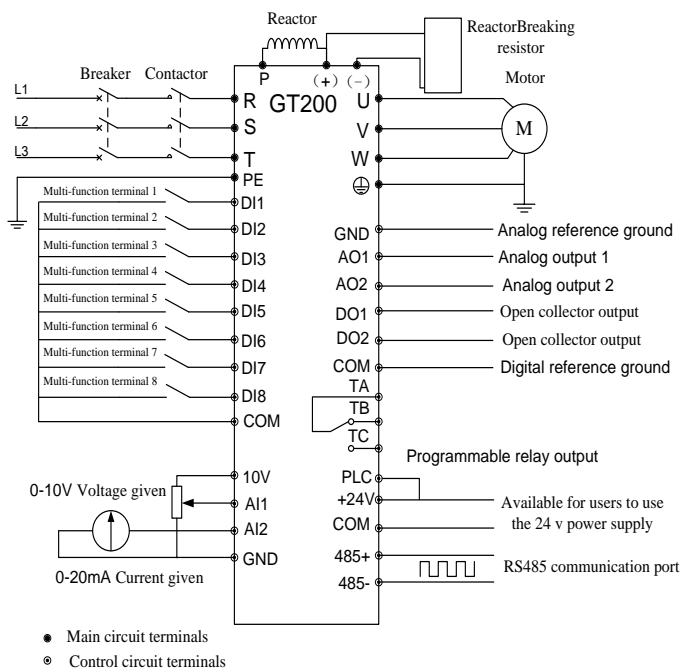 Reactor
ReactorBreaking
resistor
Breaker
Contactor
Motor
P
(+)
(-)
L1
L2
L3
R
S
T
PE
GT200
U
V
W
M
Multi-function terminal 1
Multi-function terminal 2
Multi-function terminal 3
Multi-function terminal 4
Multi-function terminal 5
Multi-function terminal 6
Multi-function terminal 7
Multi-function terminal 8
DI1
DI2
DI3
DI4
DI5
DI6
DI7
DI8
COM
GND
AO1
AO2
DO1
DO2
COM
TA
TB
TC
Analog reference ground
Analog output 1
Analog output 2
Open collector output
Open collector output
Digital reference ground
Programmable relay output
0-10V Voltage given
0-20mA Current given
10V
AI1
AI2
GND
PLC
+24V
COM
485+
485-
Available for users to use
the 24 v power supply
RS485 communication port
Main circuit terminals
Control circuit terminals